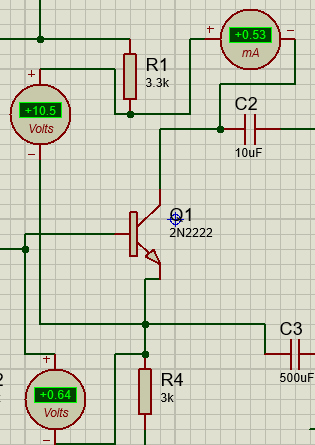 +
+0.53
−
mA
R1
3.3k
+
+10.5
Volts
−
C2
10uF
Q1
2N2222
C3
500uF
+
+0.64
Volts
−
R4
3k
2